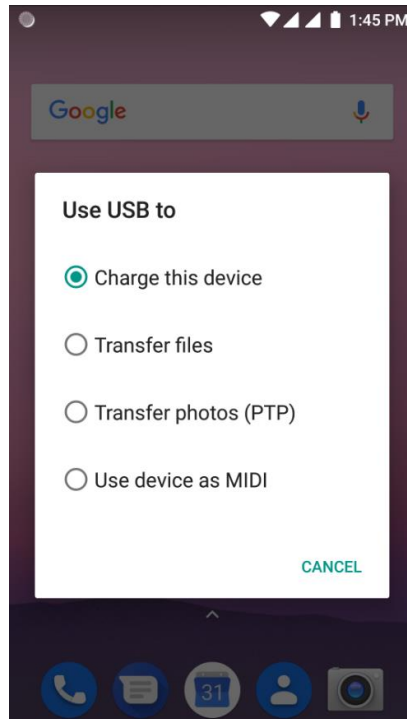 1:45 PM
Google
Use USB to
Charge this device
Transfer files
Transfer photos (PTP)
Use device as MIDI
CANCEL
31